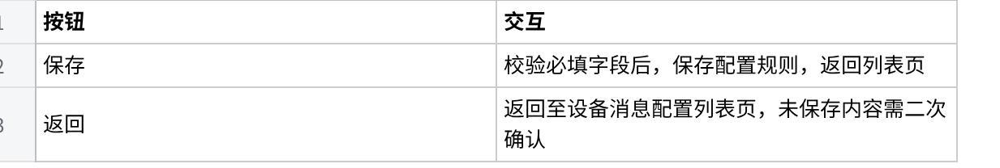 1 按钮 交互
2 保存 校验必填字段后，保存配置规则，返回列表页
3 返回 返回至设备消息配置列表页，未保存内容需二次
确认